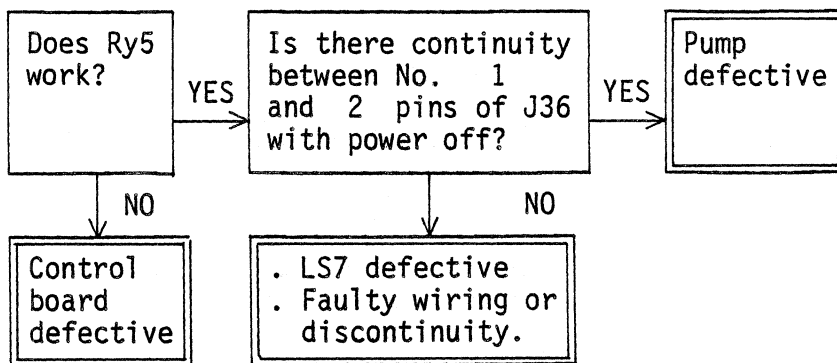 Does Ry5
work?
YES
Is there continuity
between No. 1
and 2 pins of J36
with power off?
YES
Pump
defective
NO
NO
Control
board
defective
. LS7 defective
. Faulty wiring or
discontinuity.